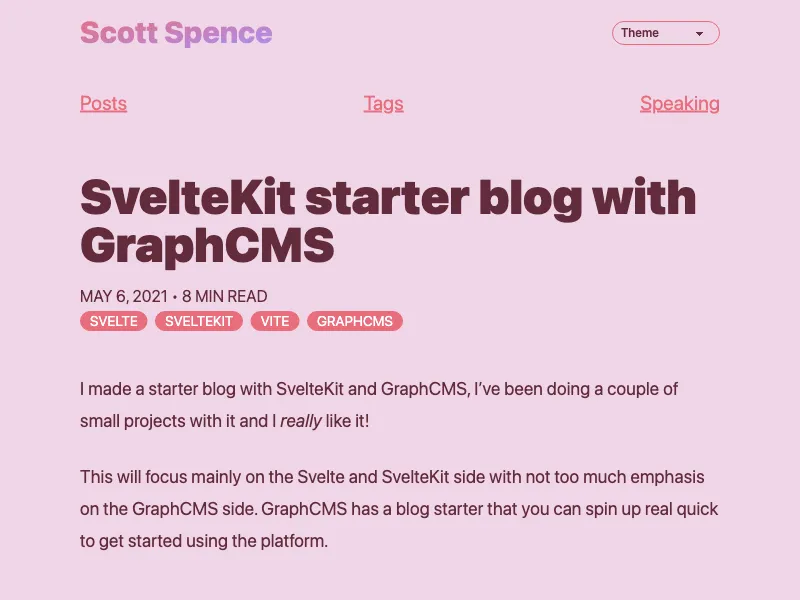 Scott Spence
Theme
Posts
Tags
Speaking
SvelteKit starter blog with
GraphCMS
MAY 6, 2021 • 8 MIN READ
SVELTE
SVELTEKIT
VITE
GRAPHCMS
I made a starter blog with SvelteKit and GraphCMS, I’ve been doing a couple of
small projects with it and I really like it!
This will focus mainly on the Svelte and SvelteKit side with not too much emphasis
on the GraphCMS side. GraphCMS has a blog starter that you can spin up real quick
to get started using the platform.